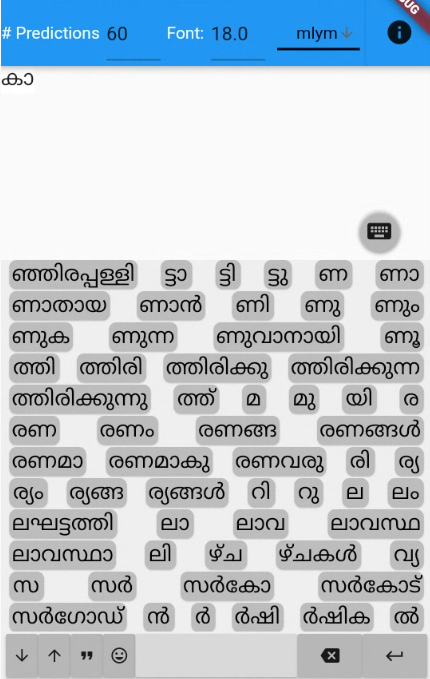 # Predictions 60 Font: 18.0 mlym
കാ
ഞ്ഞിരപ്പള്ളി ട്ടാ ട്ടി ട്ടു ണ ണാ
ണാതായ ണാൻ ണി ണു ണും
ണുക ണുന്ന ണുവാനായി ണൂ
ത്തി ത്തിരി ത്തിരിക്കു ത്തിരിക്കുന്ന
ത്തിരിക്കുന്നു ത്ത് മ മു യി ര
രണ രണം രണങ്ങ രണങ്ങൾ
രണമാ രണമാകു രണവരു രി ര്യ
ര്യം ര്യങ്ങ ര്യങ്ങൾ റി റു ല ലം
ലഘട്ടത്തി ലാ ലാവ ലാവസ്ഥ
ലാവസ്ഥാ ലി ഴ്ച ഴ്ചകൾ വ്യ
സ സർ സർകോ സർകോട്
സർഗോഡ് ൻ ർ ർഷി ർഷിക ൽ